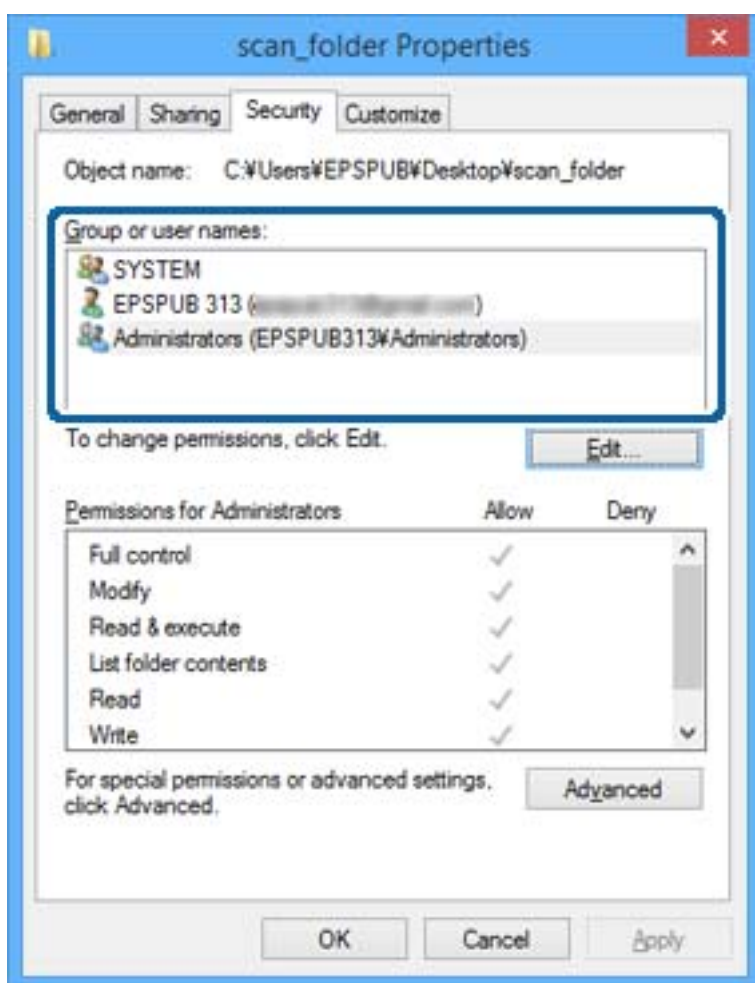 scan_folder Properties
General Sharing Security Customize
Object name: C:¥Users¥EPSPUB¥Desktop¥scan_folder
Group or user names:
SYSTEM
EPSPUB 313 ( )
Administrators (EPSPUB313¥Administrators)
To change permissions, click Edit.
Edit...
Permissions for Administrators Allow Deny
Full control
Modify
Read & execute
List folder contents
Read
Write
For special permissions or advanced settings,
click Advanced.
Advanced
OK Cancel Apply